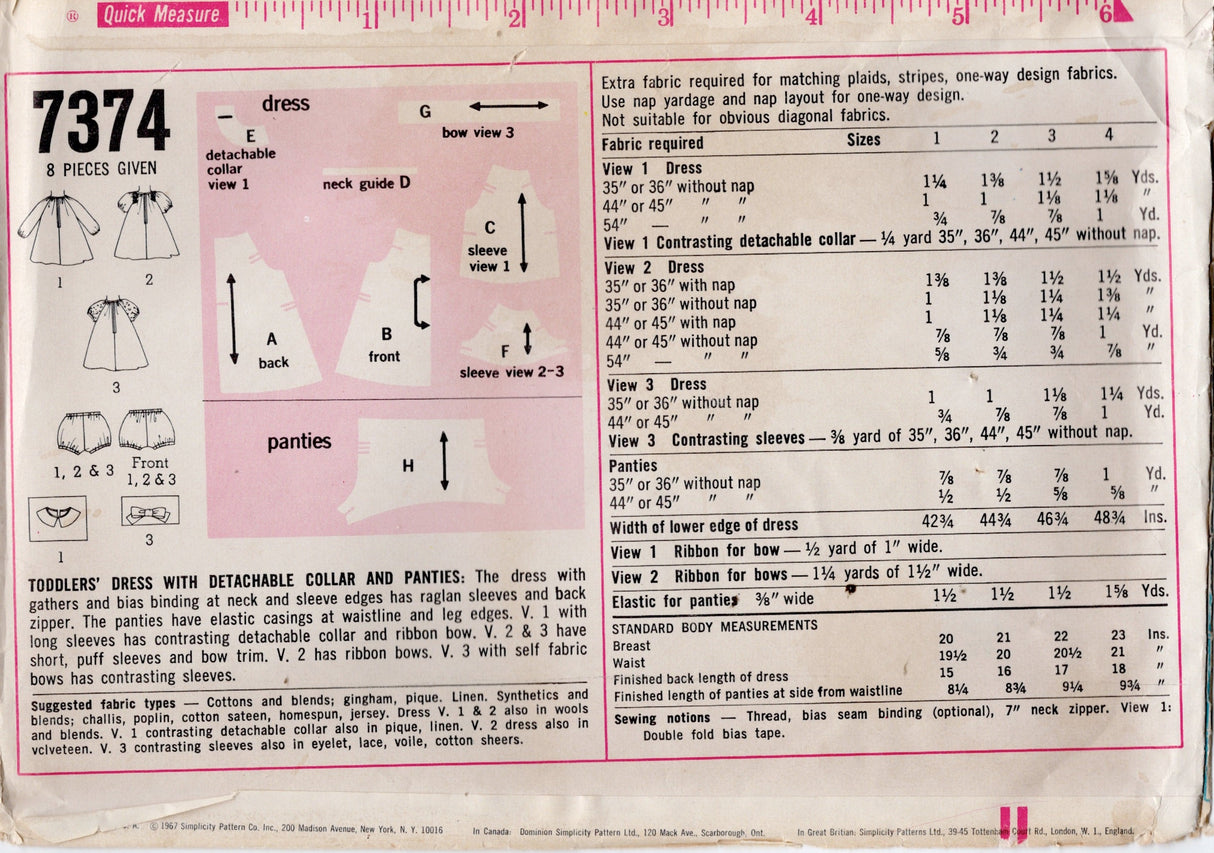 ® Quick Measure 1 2 3 4 5 6
7374
8 PIECES GIVEN
1
2
3
1, 2 & 3
Front
1, 2 & 3
1
3
dress
E
detachable
collar
view 1
G
bow view 3
neck guide D
C
sleeve
view 1
A
back
B
front
F
sleeve view 2-3
panties
H
TODDLERS' DRESS WITH DETACHABLE COLLAR AND PANTIES: The dress with
gathers and bias binding at neck and sleeve edges has raglan sleeves and back
zipper. The panties have elastic casings at waistline and leg edges. V. 1 with
long sleeves has contrasting detachable collar and ribbon bow. V. 2 & 3 have
short, puff sleeves and bow trim. V. 2 has ribbon bows. V. 3 with self fabric
bows has contrasting sleeves.
Suggested fabric types — Cottons and blends; gingham, pique. Linen. Synthetics and
blends; challis, poplin, cotton sateen, homespun, jersey. Dress V. 1 & 2 also in wools
and blends. V. 1 contrasting detachable collar also in pique, linen. V. 2 dress also in
velveteen. V. 3 contrasting sleeves also in eyelet, lace, voile, cotton sheers.
Extra fabric required for matching plaids, stripes, one-way design fabrics.
Use nap yardage and nap layout for one-way design.
Not suitable for obvious diagonal fabrics.
Fabric required Sizes 1 2 3 4
View 1 Dress
35" or 36" without nap 1¼ 1⅜ 1½ 1⅝ Yds.
44" or 45" " " 1 1 1⅛ 1⅛ "
54" — " " ¾ ⅞ ⅞ 1 Yd.
View 1 Contrasting detachable collar — ¼ yard 35", 36", 44", 45" without nap.
View 2 Dress
35" or 36" with nap 1⅜ 1⅜ 1½ 1½ Yds.
35" or 36" without nap 1 1⅛ 1¼ 1⅜ "
44" or 45" with nap 1 1⅛ 1¼ 1¼ "
44" or 45" without nap ⅞ ⅞ ⅞ 1 Yd.
54" — " " ⅝ ¾ ¾ ⅞ "
View 3 Dress
35" or 36" without nap 1 1 1⅛ 1¼ Yds.
44" or 45" " " ¾ ⅞ ⅞ 1 Yd.
View 3 Contrasting sleeves — ⅜ yard of 35", 36", 44", 45" without nap.
Panties
35" or 36" without nap ⅞ ⅞ ⅞ 1 Yd.
44" or 45" " " ½ ½ ⅝ ⅝ "
Width of lower edge of dress 42¾ 44¾ 46¾ 48¾ Ins.
View 1 Ribbon for bow — ½ yard of 1" wide.
View 2 Ribbon for bows — 1¼ yards of 1½" wide.
Elastic for panties ⅜" wide 1½ 1½ 1½ 1⅝ Yds.
STANDARD BODY MEASUREMENTS
Breast 20 21 22 23 Ins.
Waist 19½ 20 20½ 21 "
Finished back length of dress 15 16 17 18 "
Finished length of panties at side from waistline 8¼ 8¾ 9¼ 9¾ "
Sewing notions — Thread, bias seam binding (optional), 7" neck zipper. View 1:
Double fold bias tape.
© 1967 Simplicity Pattern Co. Inc., 200 Madison Avenue, New York, N. Y. 10016 In Canada: Dominion Simplicity Pattern Ltd., 120 Mack Ave., Scarborough, Ont. In Great Britian: Simplicity Patterns Ltd., 39-45 Tottenham Court Rd., London, W. 1., England.